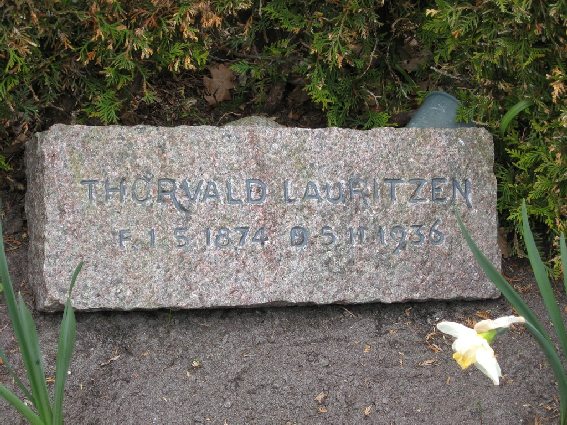 THORVALD LAURITZEN
F. 1 5 1874 D. 5 11 1936